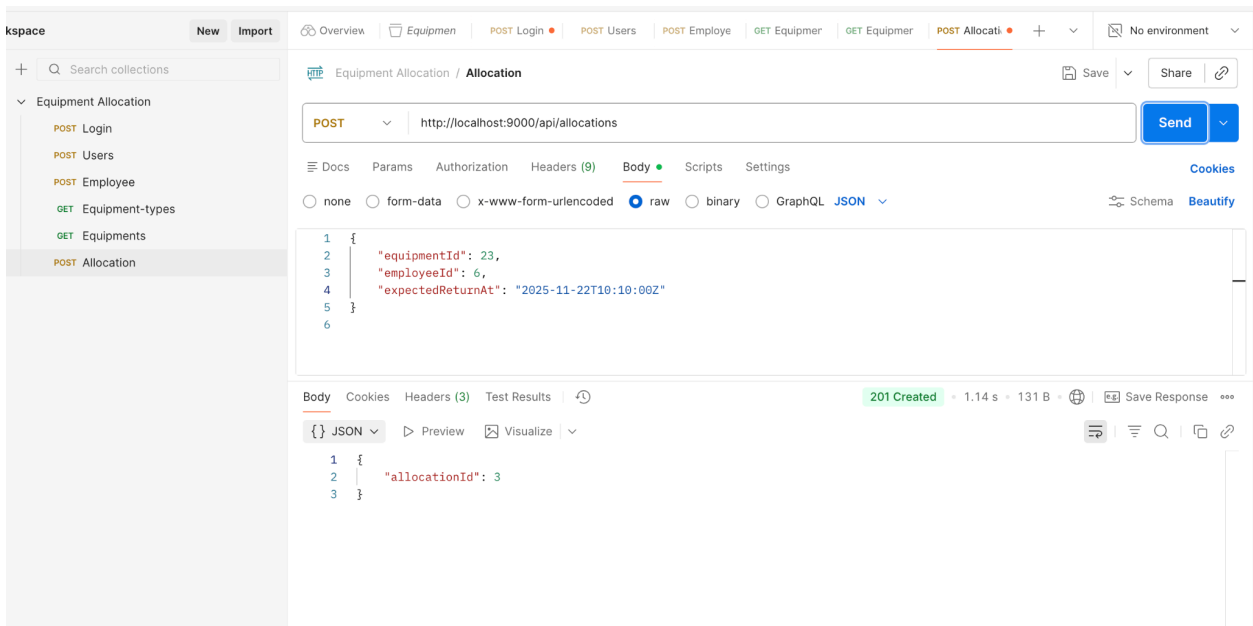 kspace New Import Overview Equipmen POST Login POST Users POST Employe GET Equipmer GET Equipmer POST Allocati No environment
Search collections
Equipment Allocation
POST Login
POST Users
POST Employee
GET Equipment-types
GET Equipments
POST Allocation
HTTP Equipment Allocation / Allocation Save Share
POST http://localhost:9000/api/allocations Send
Docs Params Authorization Headers (9) Body Scripts Settings Cookies
none form-data x-www-form-urlencoded raw binary GraphQL JSON Schema Beautify
1 {
2 "equipmentId": 23,
3 "employeeId": 6,
4 "expectedReturnAt": "2025-11-22T10:10:00Z"
5 }
6
Body Cookies Headers (3) Test Results 201 Created • 1.14 s • 131 B • e.g. Save Response
{} JSON Preview Visualize
1 {
2 "allocationId": 3
3 }